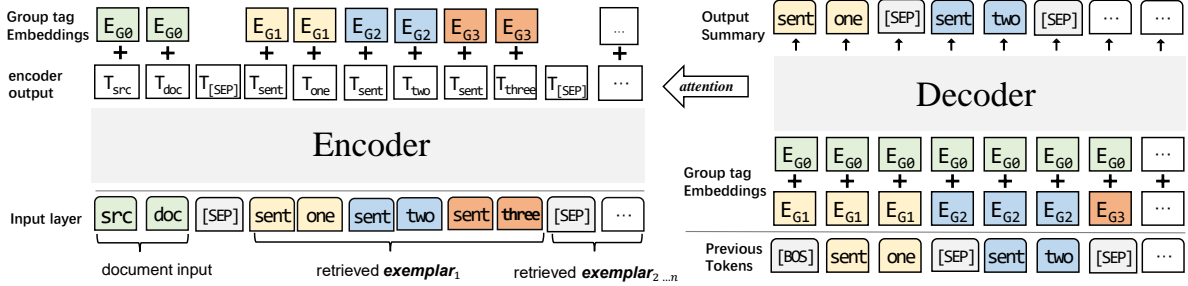 Group tag
Embeddings
E_G0 E_G0 E_G1 E_G1 E_G2 E_G2 E_G3 E_G3 ...
+ + + + + + + + +
encoder
output
T_src T_doc T_[SEP] T_sent T_one T_sent T_two T_sent T_three T_[SEP] ...
Encoder
Input layer
src doc [SEP] sent one sent two sent three [SEP] ...
document input
retrieved exemplar_1
retrieved exemplar_2...n
attention
Output
Summary
sent one [SEP] sent two [SEP] ... ...
Decoder
Group tag
Embeddings
E_G0 E_G0 E_G0 E_G0 E_G0 E_G0 E_G0 ...
+ + + + + + + +
E_G1 E_G1 E_G1 E_G2 E_G2 E_G2 E_G3 ...
Previous
Tokens
[BOS] sent one [SEP] sent two [SEP] ...